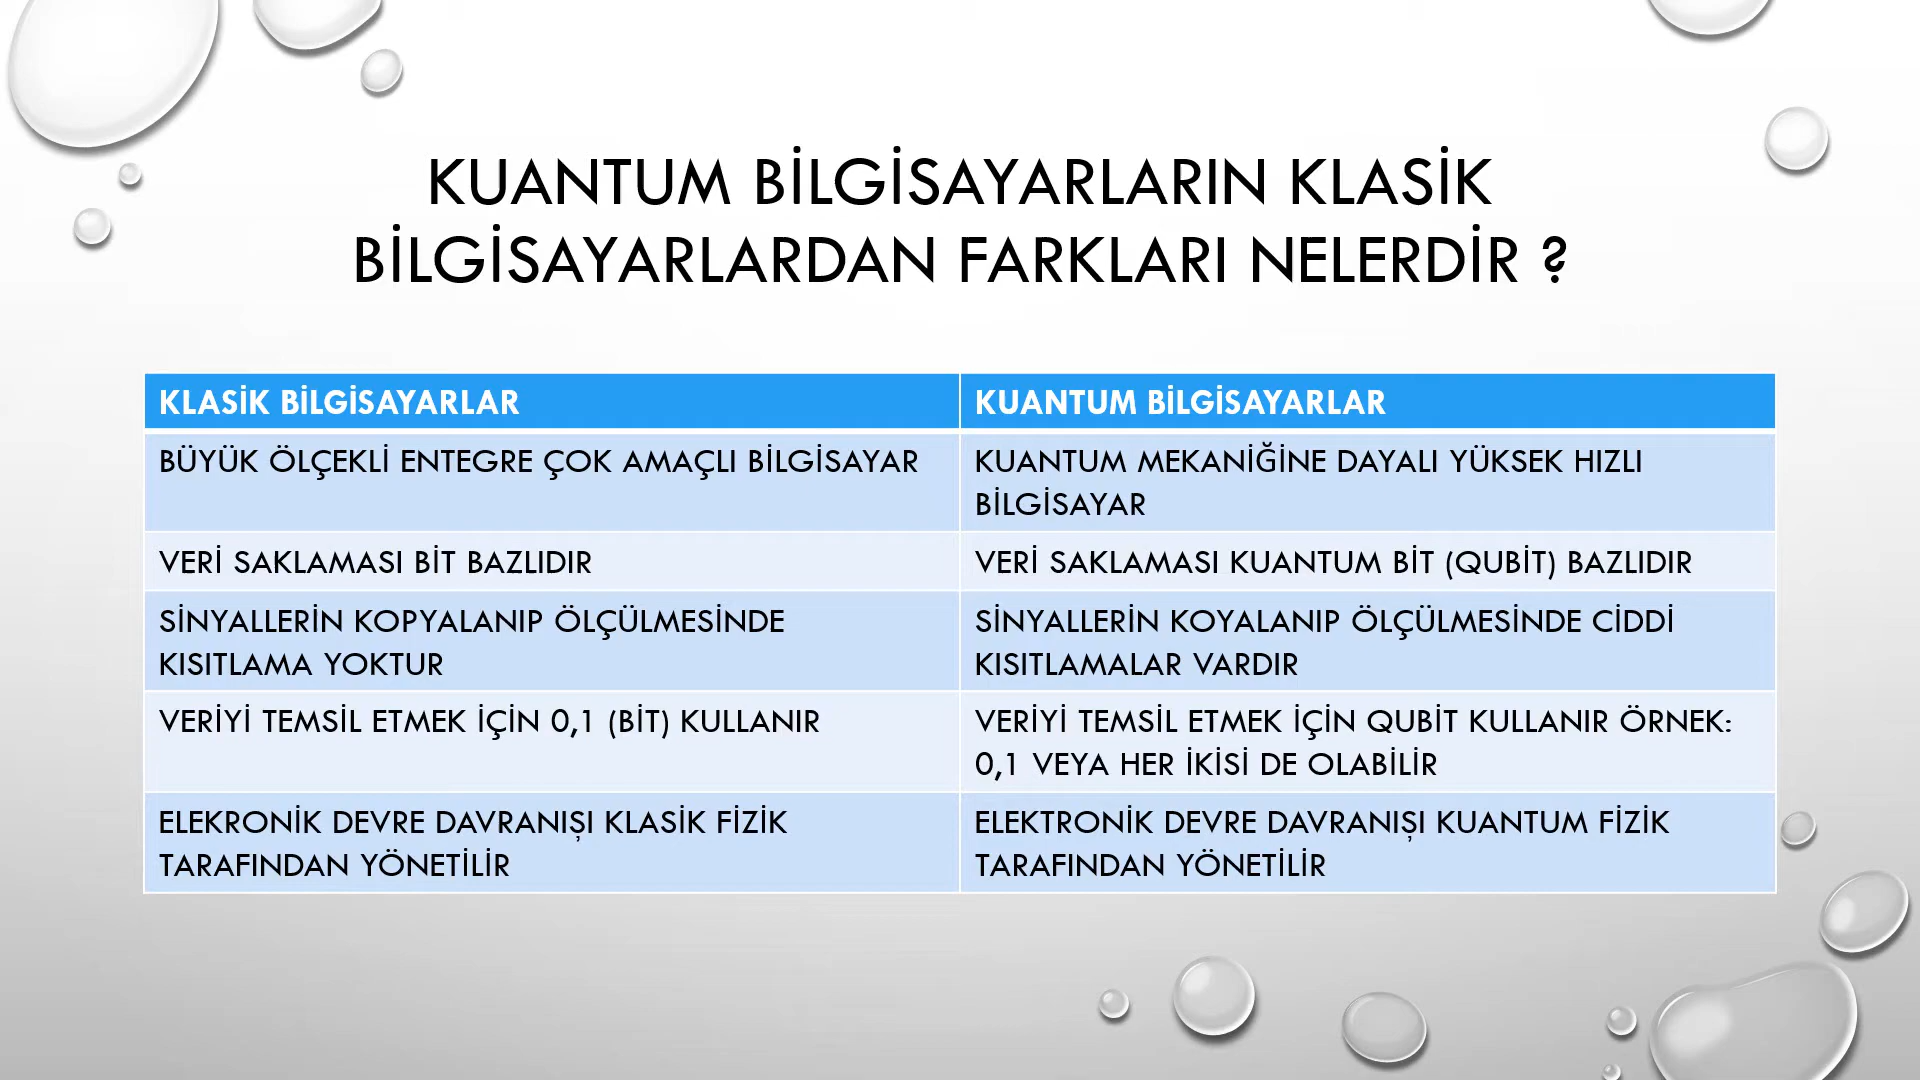 KUANTUM BİLGİSAYARLARIN KLASİK
BİLGİSAYARLARDAN FARKLARI NELERDİR ?
KLASİK BİLGİSAYARLAR
KUANTUM BİLGİSAYARLAR
BÜYÜK ÖLÇEKLİ ENTEGRE ÇOK AMAÇLI BİLGİSAYAR
KUANTUM MEKANİĞİNE DAYALI YÜKSEK HIZLI
BİLGİSAYAR
VERİ SAKLAMASI BİT BAZLIDIR
VERİ SAKLAMASI KUANTUM BİT (QUBİT) BAZLIDIR
SİNYALLERİN KOPYALANIP ÖLÇÜLMESİNDE
KISITLAMA YOKTUR
SİNYALLERİN KOYALANIP ÖLÇÜLMESİNDE CİDDİ
KISITLAMALAR VARDIR
VERİYİ TEMSİL ETMEK İÇİN 0,1 (BİT) KULLANIR
VERİYİ TEMSİL ETMEK İÇİN QUBİT KULLANIR ÖRNEK:
0,1 VEYA HER İKİSİ DE OLABİLİR
ELEKRONİK DEVRE DAVRANIŞI KLASİK FİZİK
TARAFINDAN YÖNETİLİR
ELEKTRONİK DEVRE DAVRANIŞI KUANTUM FİZİK
TARAFINDAN YÖNETİLİR